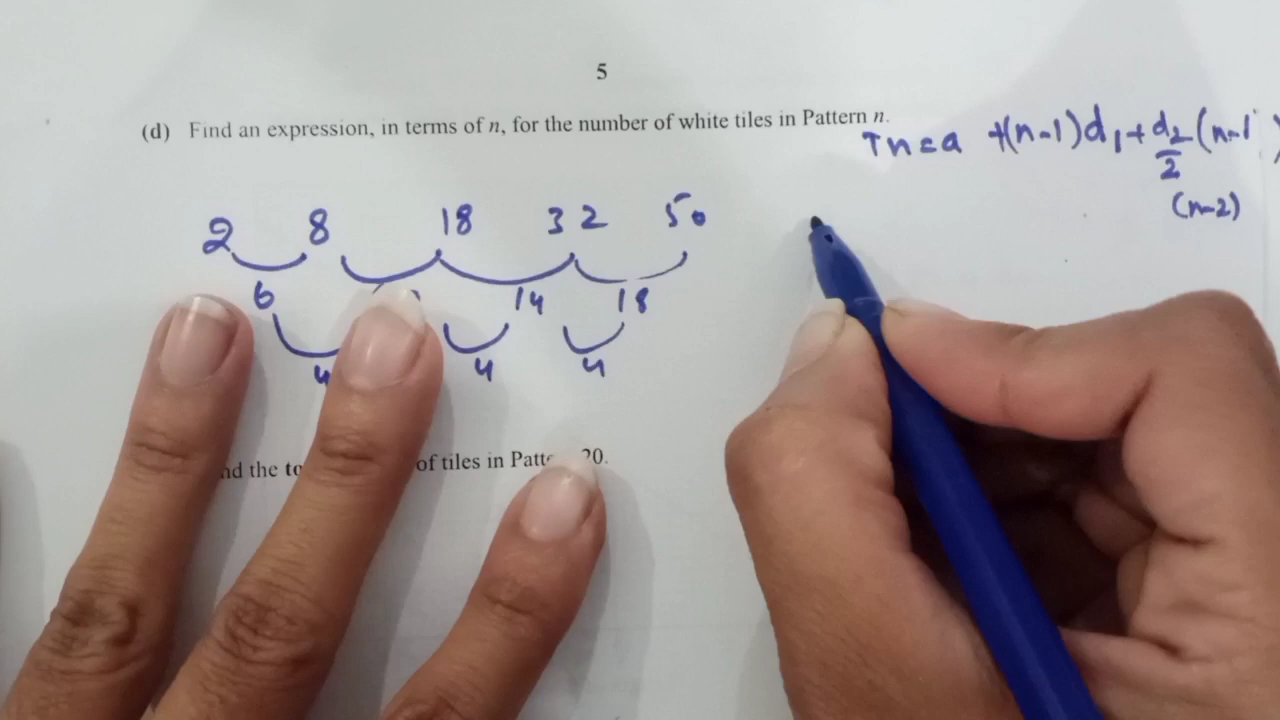 5
(d) Find an expression, in terms of n, for the number of white tiles in Pattern n.
Tn = a +(n-1)d1 + d2/2 (n-1)
(n-2)
2 8 18 32 50
6 14 18
4 4 4
the of tiles in 20.